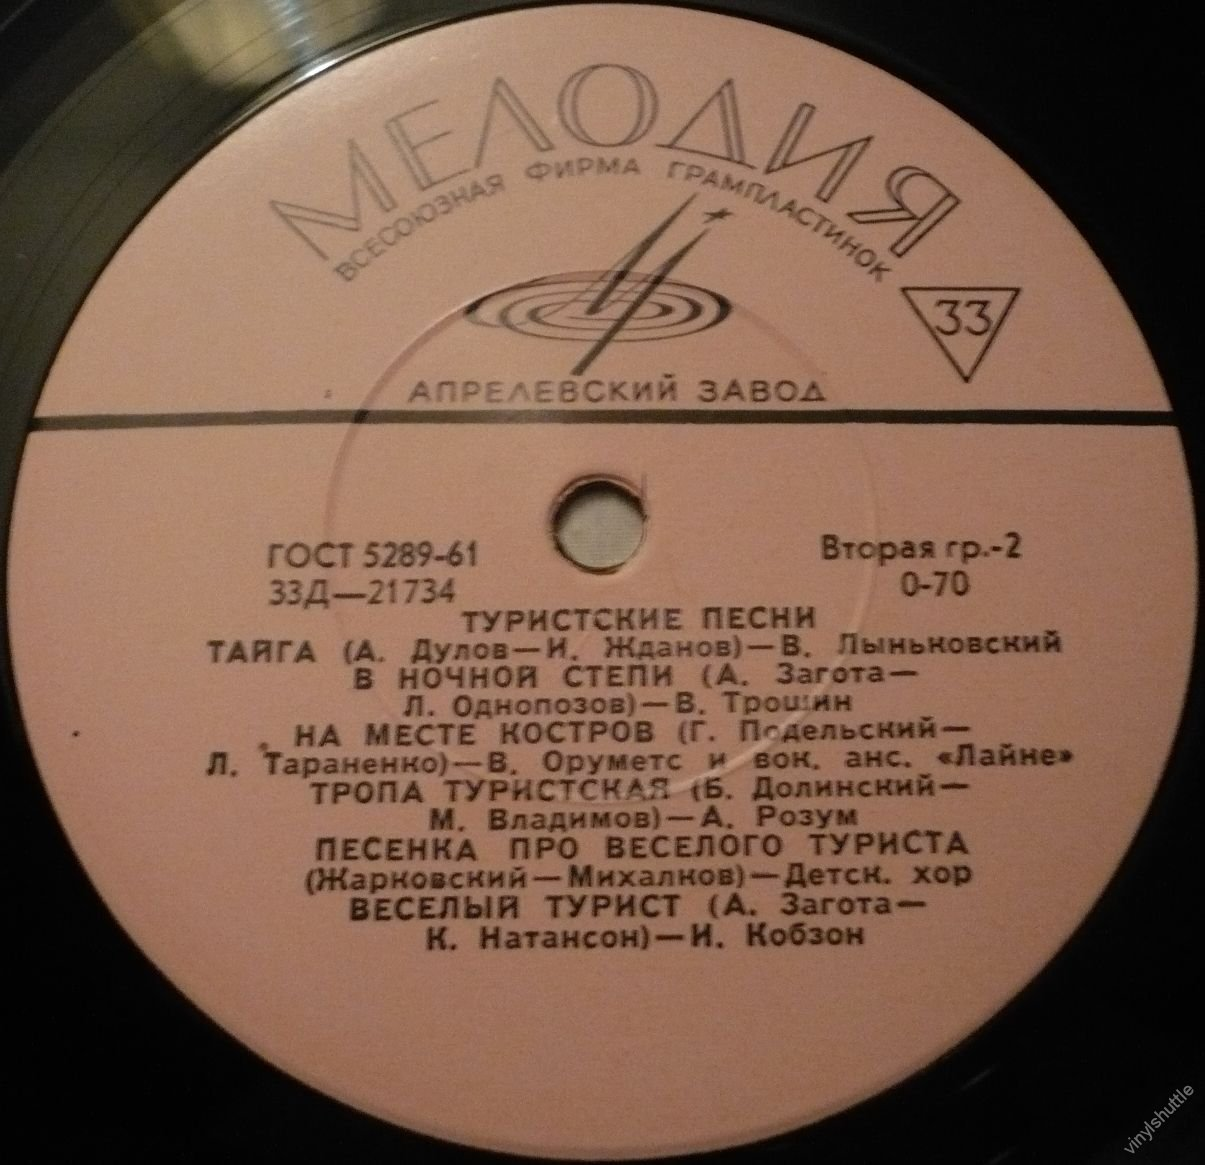 МЕЛОДИЯ
ВСЕСОЮЗНАЯ ФИРМА ГРАМПЛАСТИНОК
33
АПРЕЛЕВСКИЙ ЗАВОД
ГОСТ 5289-61
Вторая гр.-2
33Д—21734
0-70
ТУРИСТСКИЕ ПЕСНИ
ТАЙГА (А. Дулов—И. Жданов)—В. Лыньковский
В НОЧНОЙ СТЕПИ (А. Загота—
Л. Однопозов)—В. Трошин
НА МЕСТЕ КОСТРОВ (Г. Подельский—
Л. Тараненко)—В. Оруметс и вок. анс. «Лайне»
ТРОПА ТУРИСТСКАЯ (Б. Долинский—
М. Владимов)—А. Розум
ПЕСЕНКА ПРО ВЕСЕЛОГО ТУРИСТА
(Жарковский—Михалков)—Детск. хор
ВЕСЕЛЫЙ ТУРИСТ (А. Загота—
К. Натансон)—И. Кобзон
vinylshuttle